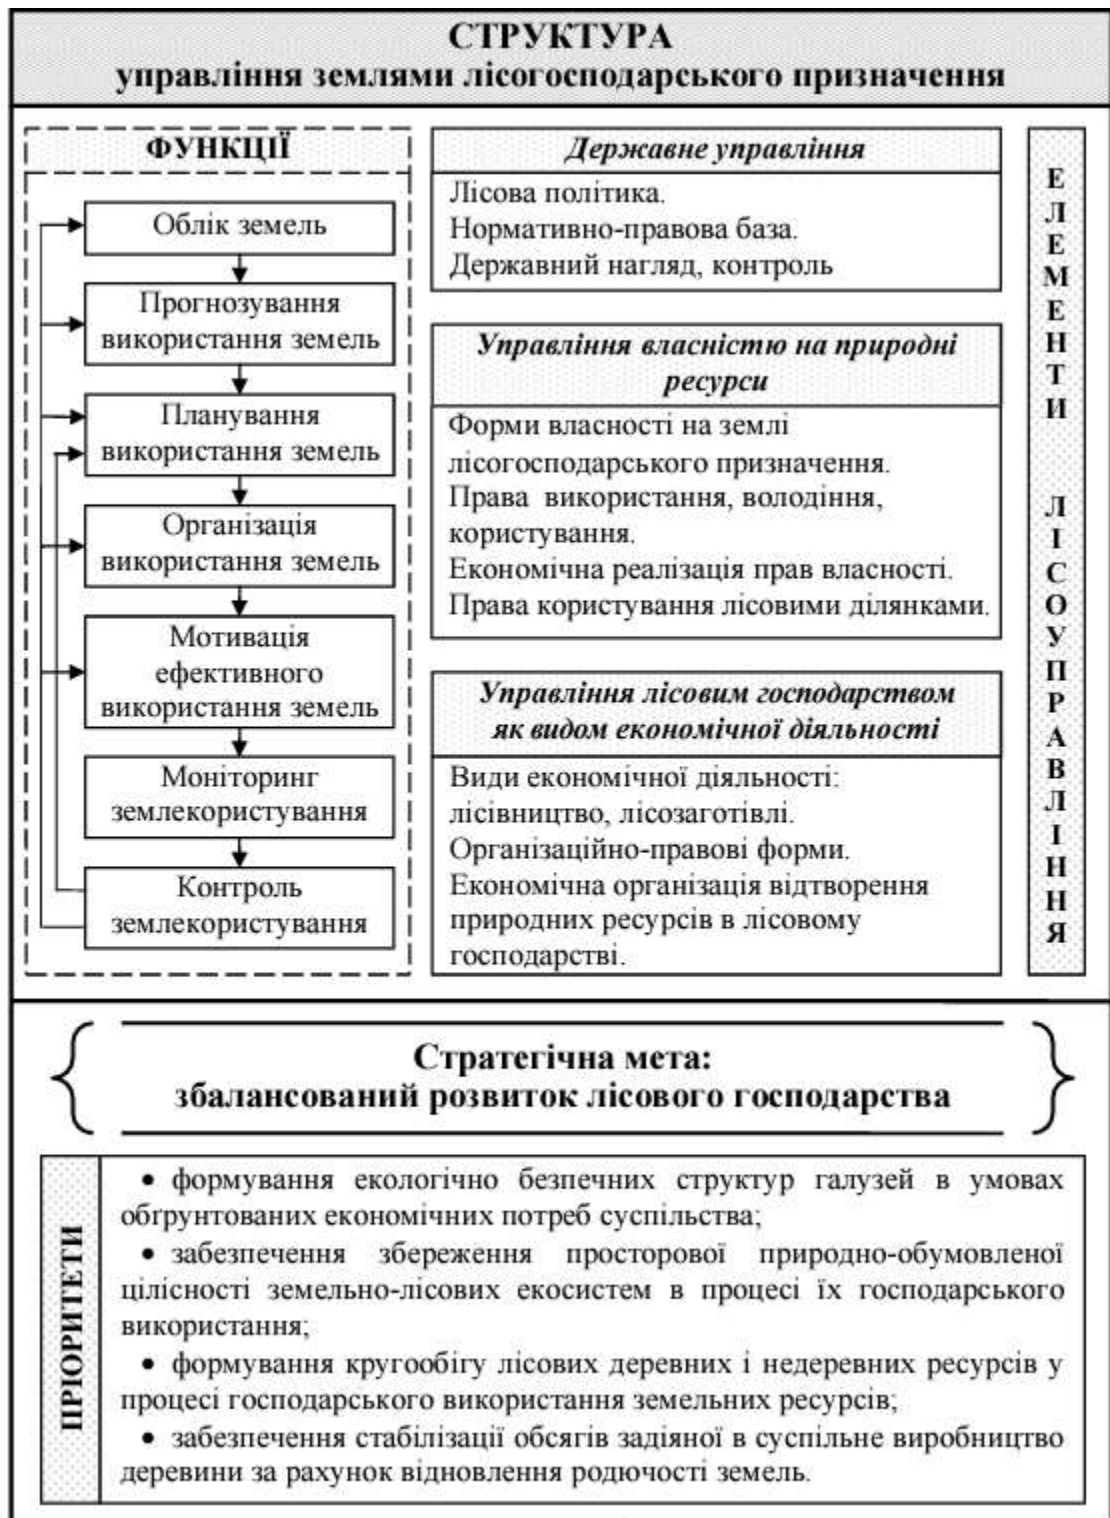 СТРУКТУРА
управління землями лісогосподарського призначення
ФУНКЦІЇ
Облік земель
Прогнозування
використання земель
Планування
використання земель
Організація
використання земель
Мотивація
ефективного
використання земель
Моніторинг
землекористування
Контроль
землекористування
Державне управління
Лісова політика.
Нормативно-правова база.
Державний нагляд, контроль
Управління власністю на природні
ресурси
Форми власності на землі
лісогосподарського призначення.
Права використання, володіння,
користування.
Економічна реалізація прав власності.
Права користування лісовими ділянками.
Управління лісовим господарством
як видом економічної діяльності
Види економічної діяльності:
лісівництво, лісозаготівлі.
Організаційно-правові форми.
Економічна організація відтворення
природних ресурсів в лісовому
господарстві.
ЕЛЕМЕНТИ ЛІСОУПРАВЛІННЯ
Стратегічна мета:
збалансований розвиток лісового господарства
ПРІОРИТЕТИ
• формування екологічно безпечних структур галузей в умовах
обґрунтованих економічних потреб суспільства;
• забезпечення збереження просторової природно-обумовленої
цілісності земельно-лісових екосистем в процесі їх господарського
використання;
• формування кругообігу лісових деревних і недеревних ресурсів у
процесі господарського використання земельних ресурсів;
• забезпечення стабілізації обсягів задіяної в суспільне виробництво
деревини за рахунок відновлення родючості земель.